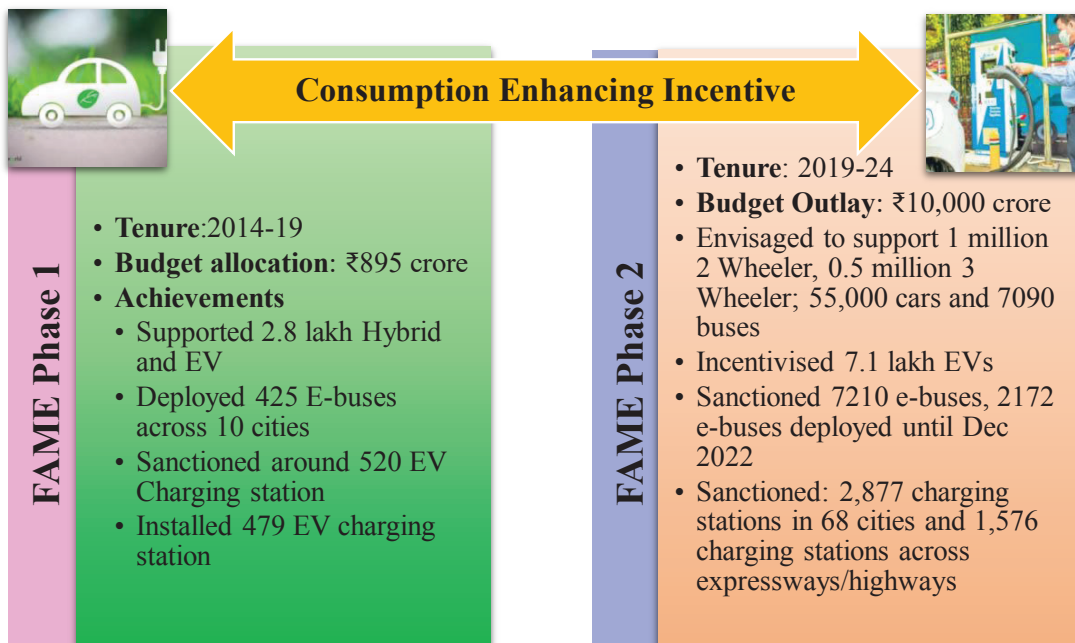 Consumption Enhancing Incentive
FAME Phase 1
• Tenure:2014-19
• Budget allocation: ₹895 crore
• Achievements
• Supported 2.8 lakh Hybrid
and EV
• Deployed 425 E-buses
across 10 cities
• Sanctioned around 520 EV
Charging station
• Installed 479 EV charging
station
FAME Phase 2
• Tenure: 2019-24
• Budget Outlay: ₹10,000 crore
• Envisaged to support 1 million
2 Wheeler, 0.5 million 3
Wheeler; 55,000 cars and 7090
buses
• Incentivised 7.1 lakh EVs
• Sanctioned 7210 e-buses, 2172
e-buses deployed until Dec
2022
• Sanctioned: 2,877 charging
stations in 68 cities and 1,576
charging stations across
expressways/highways